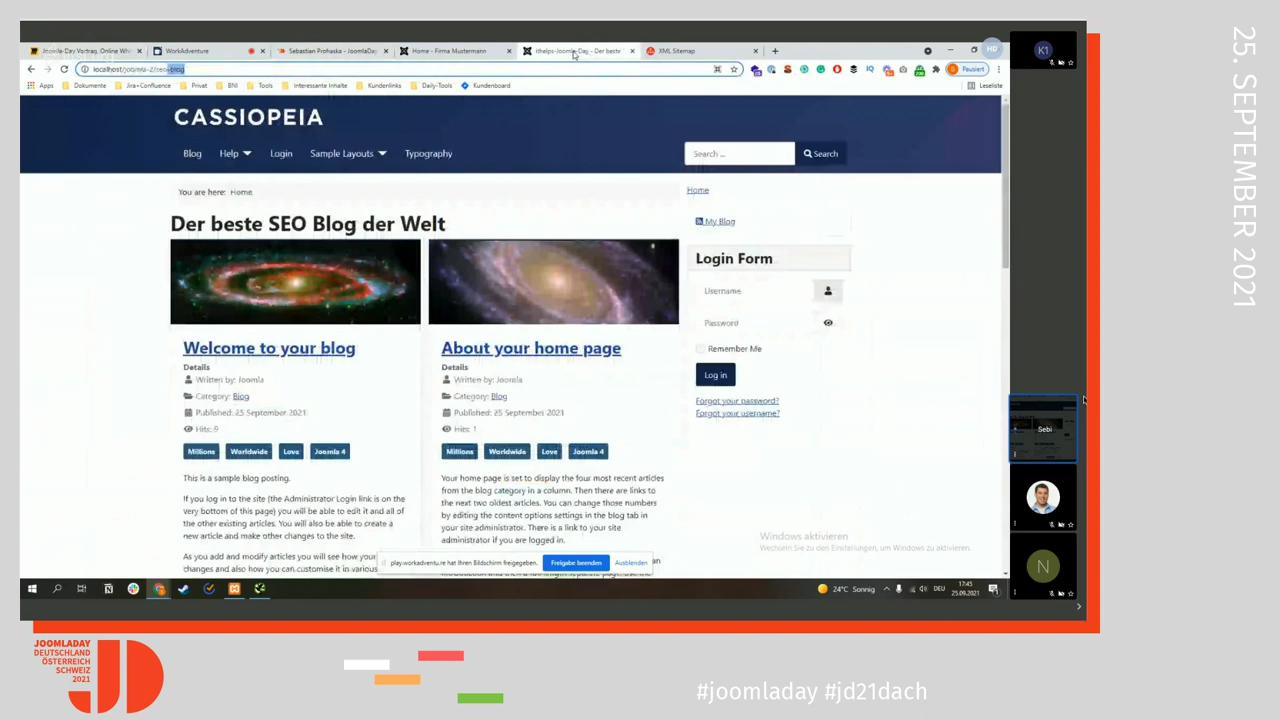 Joomla-Day Vortrag, Online Wh
WorkAdventure
Sebastian Prohaska - JoomlaDay
Home - Firma Mustermann
ithelps-Joomla-Day - Der beste
XML Sitemap
HD
Apps
Dokumente
Jira+Confluence
Privat
BNI
Tools
Interessante Inhalte
Kundenlinks
Daily-Tools
Kundenboard
Pausiert
Leseliste
K1
CASSIOPEIA
Blog
Help
Login
Sample Layouts
Typography
Search ...
Search
You are here: Home
Home
My Blog
Der beste SEO Blog der Welt
Login Form
Username
Password
Remember Me
Log in
Forgot your password?
Forgot your username?
Welcome to your blog
Details
Written by: Joomla
Category: Blog
Published: 25 September 2021
Hits: 9
Millions
Worldwide
Love
Joomla 4
This is a sample blog posting.
If you log in to the site (the Administrator Login link is on the
very bottom of this page) you will be able to edit it and all of
the other existing articles. You will also be able to create a
new article and make other changes to the site.
As you add and modify articles you will see how your
changes and also how you can customise it in various
About your home page
Details
Written by: Joomla
Category: Blog
Published: 25 September 2021
Hits: 1
Millions
Worldwide
Love
Joomla 4
Your home page is set to display the four most recent articles
from the blog category in a column. Then there are links to
the next two oldest articles. You can change those numbers
by editing the content options settings in the blog tab in
your site administrator. There is a link to your site
administrator if you are logged in.
Windows aktivieren
Wechseln Sie zu den Einstellungen, um Windows zu aktivieren.
play.workadventu.re hat Ihren Bildschirm freigegeben.
Freigabe beenden
Ausblenden
Sebi
N
24°C Sonnig
DEU
17:45
25.09.2021
25. SEPTEMBER 2021
JOOMLADAY
DEUTSCHLAND
ÖSTERREICH
SCHWEIZ
2021
JD
#joomladay #jd21dach